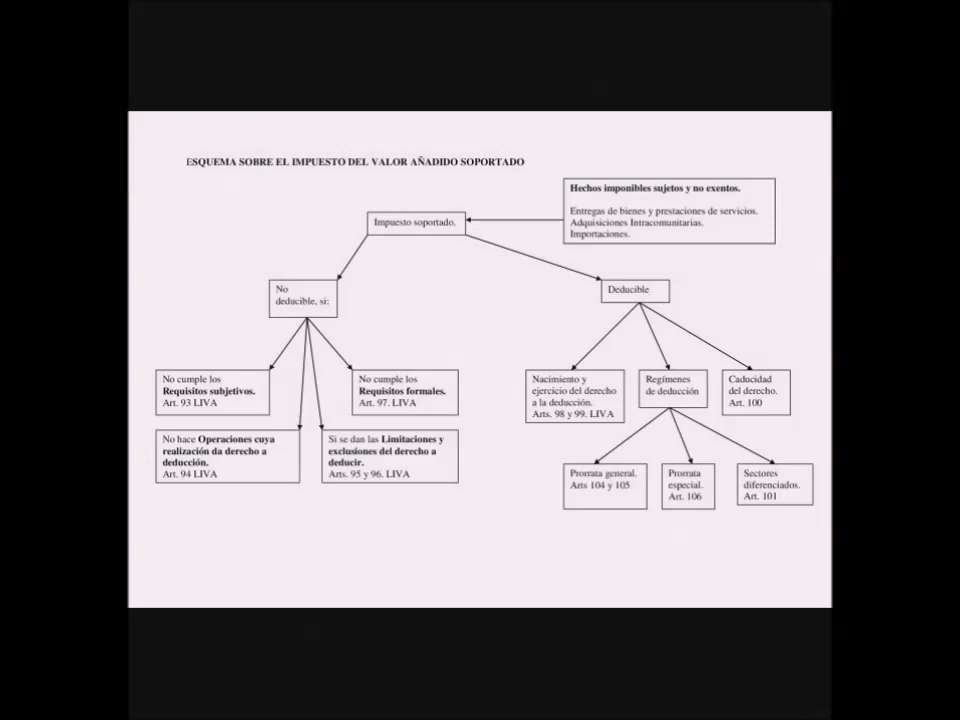 ESQUEMA SOBRE EL IMPUESTO DEL VALOR AÑADIDO SOPORTADO
Hechos imponibles sujetos y no exentos.
Entregas de bienes y prestaciones de servicios.
Adquisiciones Intracomunitarias.
Importaciones.
Impuesto soportado.
No
deducible, si:
Deducible
No cumple los
Requisitos subjetivos.
Art. 93 LIVA
No cumple los
Requisitos formales.
Art. 97. LIVA
No hace Operaciones cuya
realización da derecho a
deducción.
Art. 94 LIVA
Si se dan las Limitaciones y
exclusiones del derecho a
deducir.
Arts. 95 y 96. LIVA
Nacimiento y
ejercicio del derecho
a la deducción.
Arts. 98 y 99. LIVA
Regímenes
de deducción
Caducidad
del derecho.
Art. 100
Prorrata general.
Arts 104 y 105
Prorrata
especial.
Art. 106
Sectores
diferenciados.
Art. 101